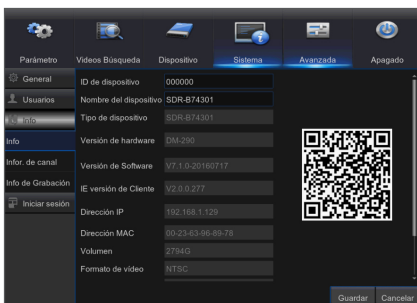 Parámetro
Videos Búsqueda
Dispositivo
Sistema
Avanzada
Apagado
General
Usuarios
Info
Info
Infor. de canal
Info de Grabación
Iniciar sesión
ID de dispositivo 000000
Nombre del dispositivo SDR-B74301
Tipo de dispositivo SDR-B74301
Versión de hardware DM-290
Versión de Software V7.1.0-20160717
IE versión de Cliente V2.0.0.277
Dirección IP 192.168.1.129
Dirección MAC 00-23-63-96-89-78
Volumen 2794G
Formato de vídeo NTSC
Guardar
Cancelar